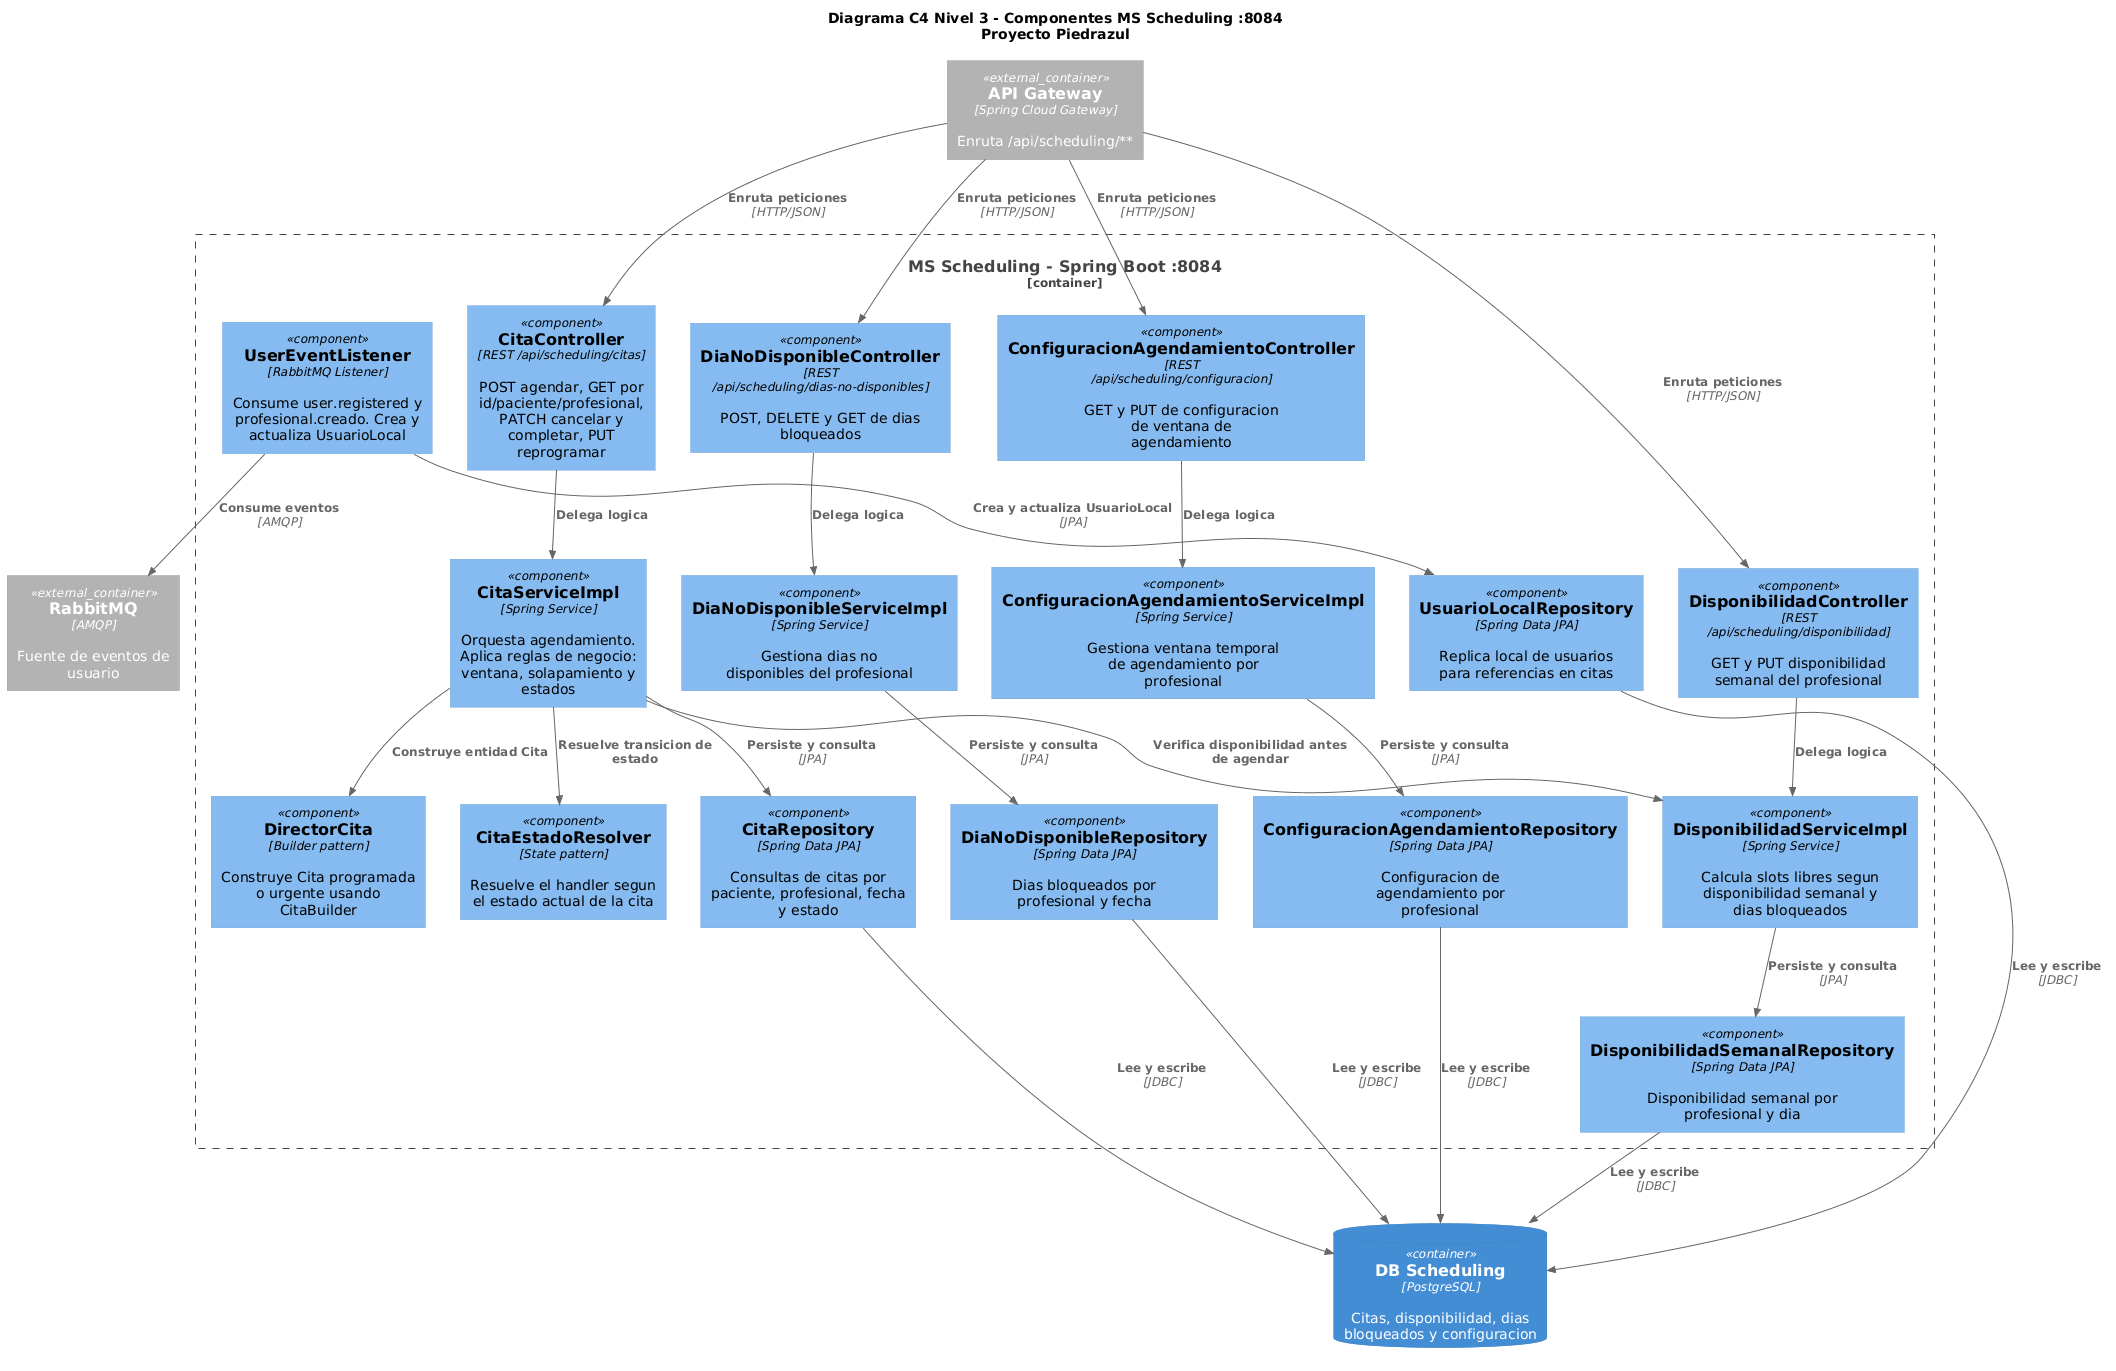 Diagrama C4 Nivel 3 - Componentes MS Scheduling :8084
Proyecto Piedrazul
«external_container»
API Gateway
[Spring Cloud Gateway]
Enruta /api/scheduling/**
Enruta peticiones
[HTTP/JSON]
Enruta peticiones
[HTTP/JSON]
Enruta peticiones
[HTTP/JSON]
Enruta peticiones
[HTTP/JSON]
MS Scheduling - Spring Boot :8084
[container]
«component»
UserEventListener
[RabbitMQ Listener]
Consume user.registered y
profesional.creado. Crea y
actualiza UsuarioLocal
«component»
CitaController
[REST /api/scheduling/citas]
POST agendar, GET por
id/paciente/profesional,
PATCH cancelar y
completar, PUT
reprogramar
«component»
DiaNoDisponibleController
[REST
/api/scheduling/dias-no-disponibles]
POST, DELETE y GET de dias
bloqueados
«component»
ConfiguracionAgendamientoController
[REST
/api/scheduling/configuracion]
GET y PUT de configuracion
de ventana de
agendamiento
Consume eventos
[AMQP]
Delega logica
Delega logica
Crea y actualiza UsuarioLocal
[JPA]
Delega logica
«external_container»
RabbitMQ
[AMQP]
Fuente de eventos de
usuario
«component»
CitaServiceImpl
[Spring Service]
Orquesta agendamiento.
Aplica reglas de negocio:
ventana, solapamiento y
estados
«component»
DiaNoDisponibleServiceImpl
[Spring Service]
Gestiona dias no
disponibles del profesional
«component»
ConfiguracionAgendamientoServiceImpl
[Spring Service]
Gestiona ventana temporal
de agendamiento por
profesional
«component»
UsuarioLocalRepository
[Spring Data JPA]
Replica local de usuarios
para referencias en citas
«component»
DisponibilidadController
[REST
/api/scheduling/disponibilidad]
GET y PUT disponibilidad
semanal del profesional
Construye entidad Cita
Resuelve transicion de
estado
Persiste y consulta
[JPA]
Persiste y consulta
[JPA]
Verifica disponibilidad antes
de agendar
Persiste y consulta
[JPA]
Delega logica
«component»
DirectorCita
[Builder pattern]
Construye Cita programada
o urgente usando
CitaBuilder
«component»
CitaEstadoResolver
[State pattern]
Resuelve el handler segun
el estado actual de la cita
«component»
CitaRepository
[Spring Data JPA]
Consultas de citas por
paciente, profesional, fecha
y estado
«component»
DiaNoDisponibleRepository
[Spring Data JPA]
Dias bloqueados por
profesional y fecha
«component»
ConfiguracionAgendamientoRepository
[Spring Data JPA]
Configuracion de
agendamiento por
profesional
«component»
DisponibilidadServiceImpl
[Spring Service]
Calcula slots libres segun
disponibilidad semanal y
dias bloqueados
Persiste y consulta
[JPA]
Lee y escribe
[JDBC]
«component»
DisponibilidadSemanalRepository
[Spring Data JPA]
Disponibilidad semanal por
profesional y dia
Lee y escribe
[JDBC]
Lee y escribe
[JDBC]
Lee y escribe
[JDBC]
Lee y escribe
[JDBC]
«container»
DB Scheduling
[PostgreSQL]
Citas, disponibilidad, dias
bloqueados y configuracion